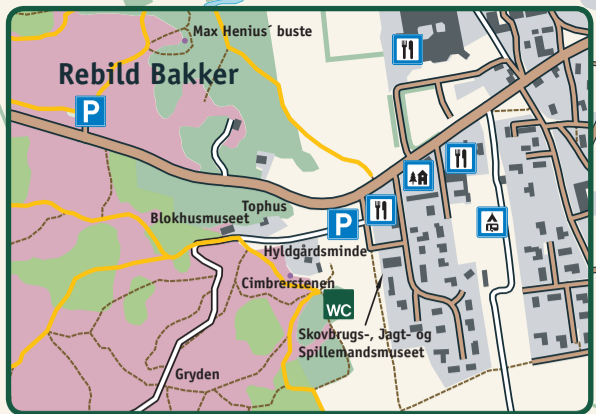 Max Henius´ buste
Rebild Bakker
P
Tophus
Blokhusmuseet
P
Hyldgårdsminde
Cimbrerstenen
WC
Skovbrugs-, Jagt- og
Spillemandsmuseet
Gryden